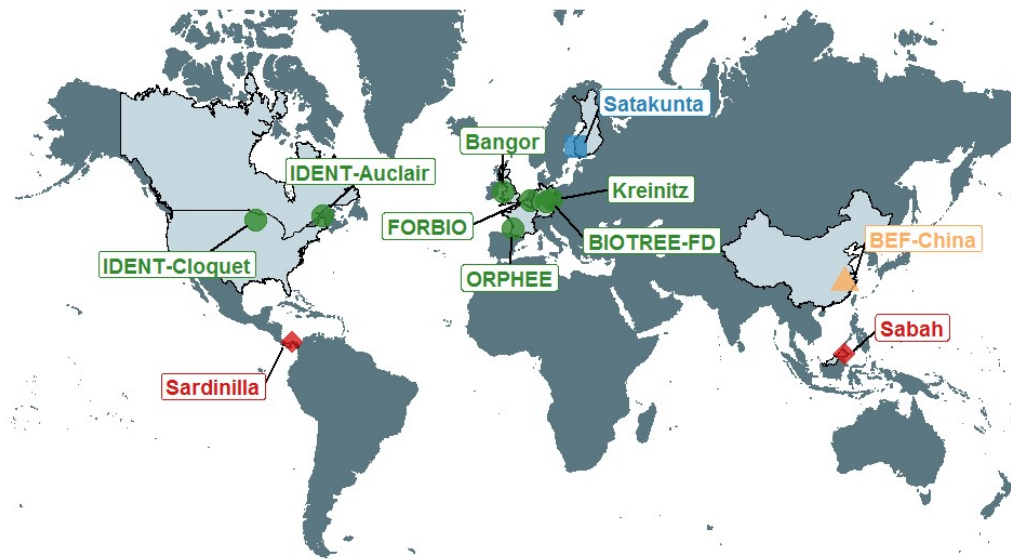 Satakunta
Bangor
IDENT-Auclair
Kreinitz
FORBIO
BIOTREE-FD
BEF-China
IDENT-Cloquet
ORPHEE
Sabah
Sardinilla